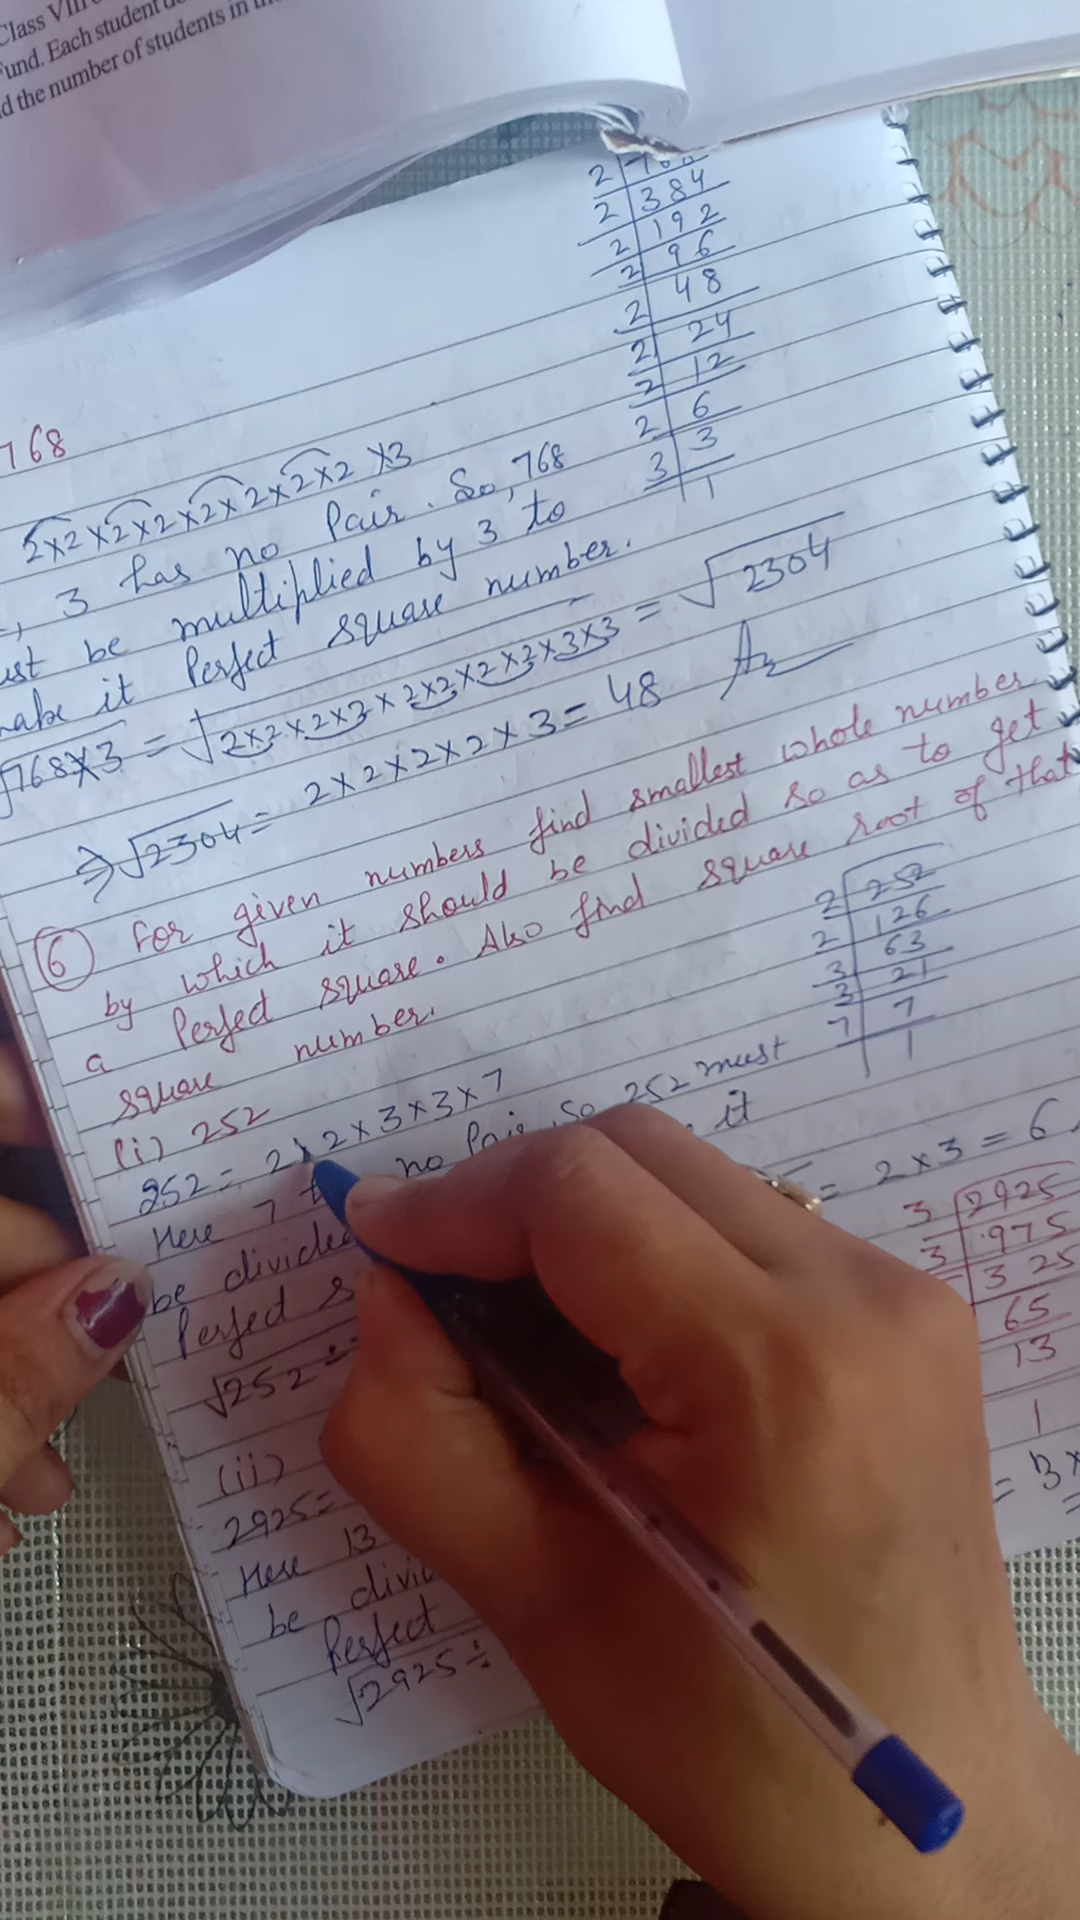 Class VIII
Fund. Each student
d the number of students in
2
2 384
2 192
2 96
2 48
2 24
2 12
2 6
3 3
1
768
2×2×2×2×2×2×2×2×3
3 has no Pair. So, 768
be multiplied by 3 to
make it Perfect square number.
√768×3 = √2×2×2×3×2×2×2×2×3×3 = √2304
⇒ √2304 = 2×2×2×2×3 = 48 Ans
⑥ For given numbers find smallest whole number
by which it should be divided so as to get
a Perfect square. Also find square root of that
square number.
2 252
2 126
3 63
3 21
7 7
1
(i) 252
252 = 2×2×3×3×7
Here 7 no Pair. So 252 must
be divided it
Perfect
√252÷ = 2×3 = 6
3 2925
3 975
325
65
13
1
(ii)
2925=
Here 13 = 3×
be
Perfect
√2925÷